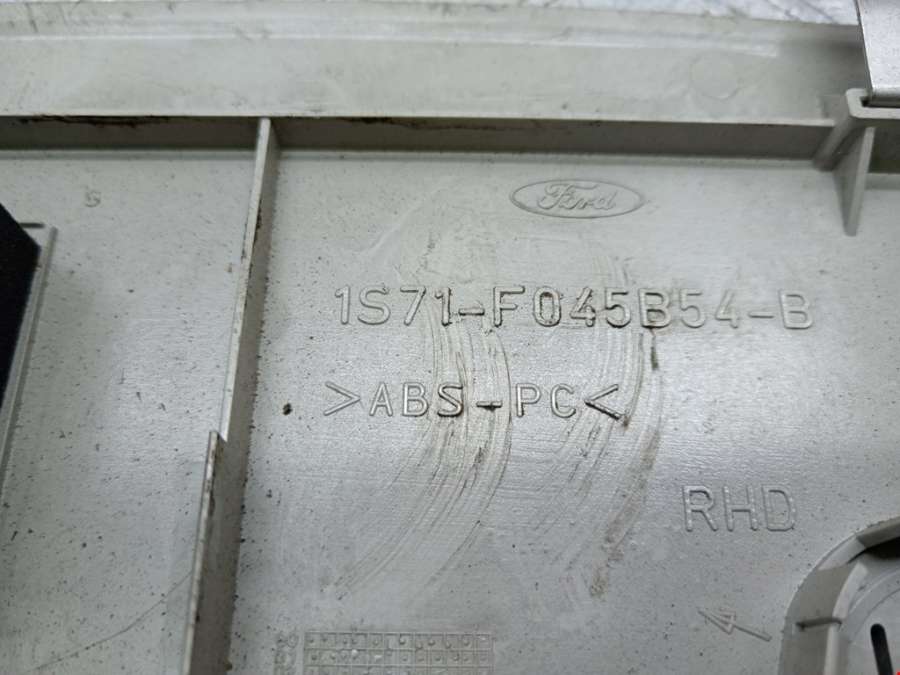 Ford
1S71-F045B54-B
>ABS-PC<
RHD